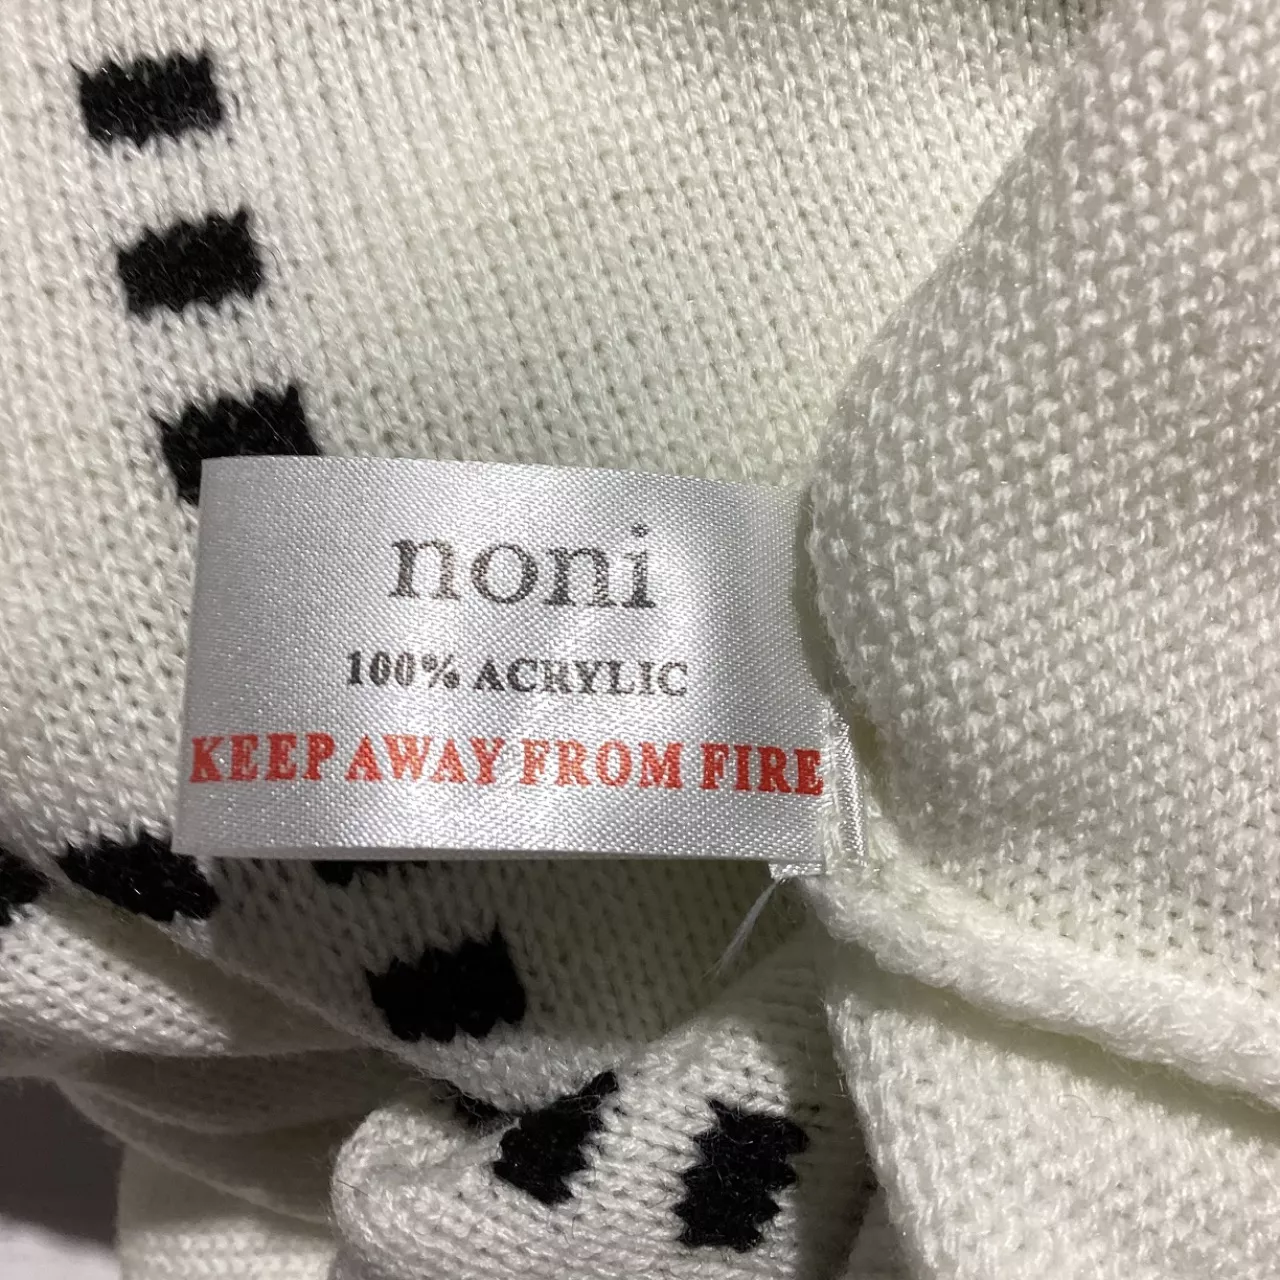 noni
100% ACRYLIC
KEEP AWAY FROM FIRE